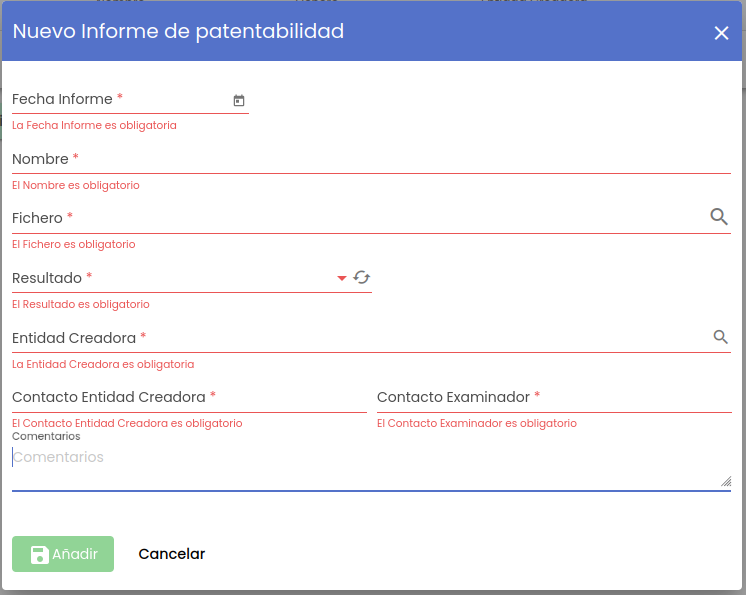 Nuevo Informe de patentabilidad
Fecha Informe *
La Fecha Informe es obligatoria
Nombre *
El Nombre es obligatorio
Fichero *
El Fichero es obligatorio
Resultado *
El Resultado es obligatorio
Entidad Creadora *
La Entidad Creadora es obligatoria
Contacto Entidad Creadora * Contacto Examinador *
El Contacto Entidad Creadora es obligatorio El Contacto Examinador es obligatorio
Comentarios
Comentarios
Añadir Cancelar